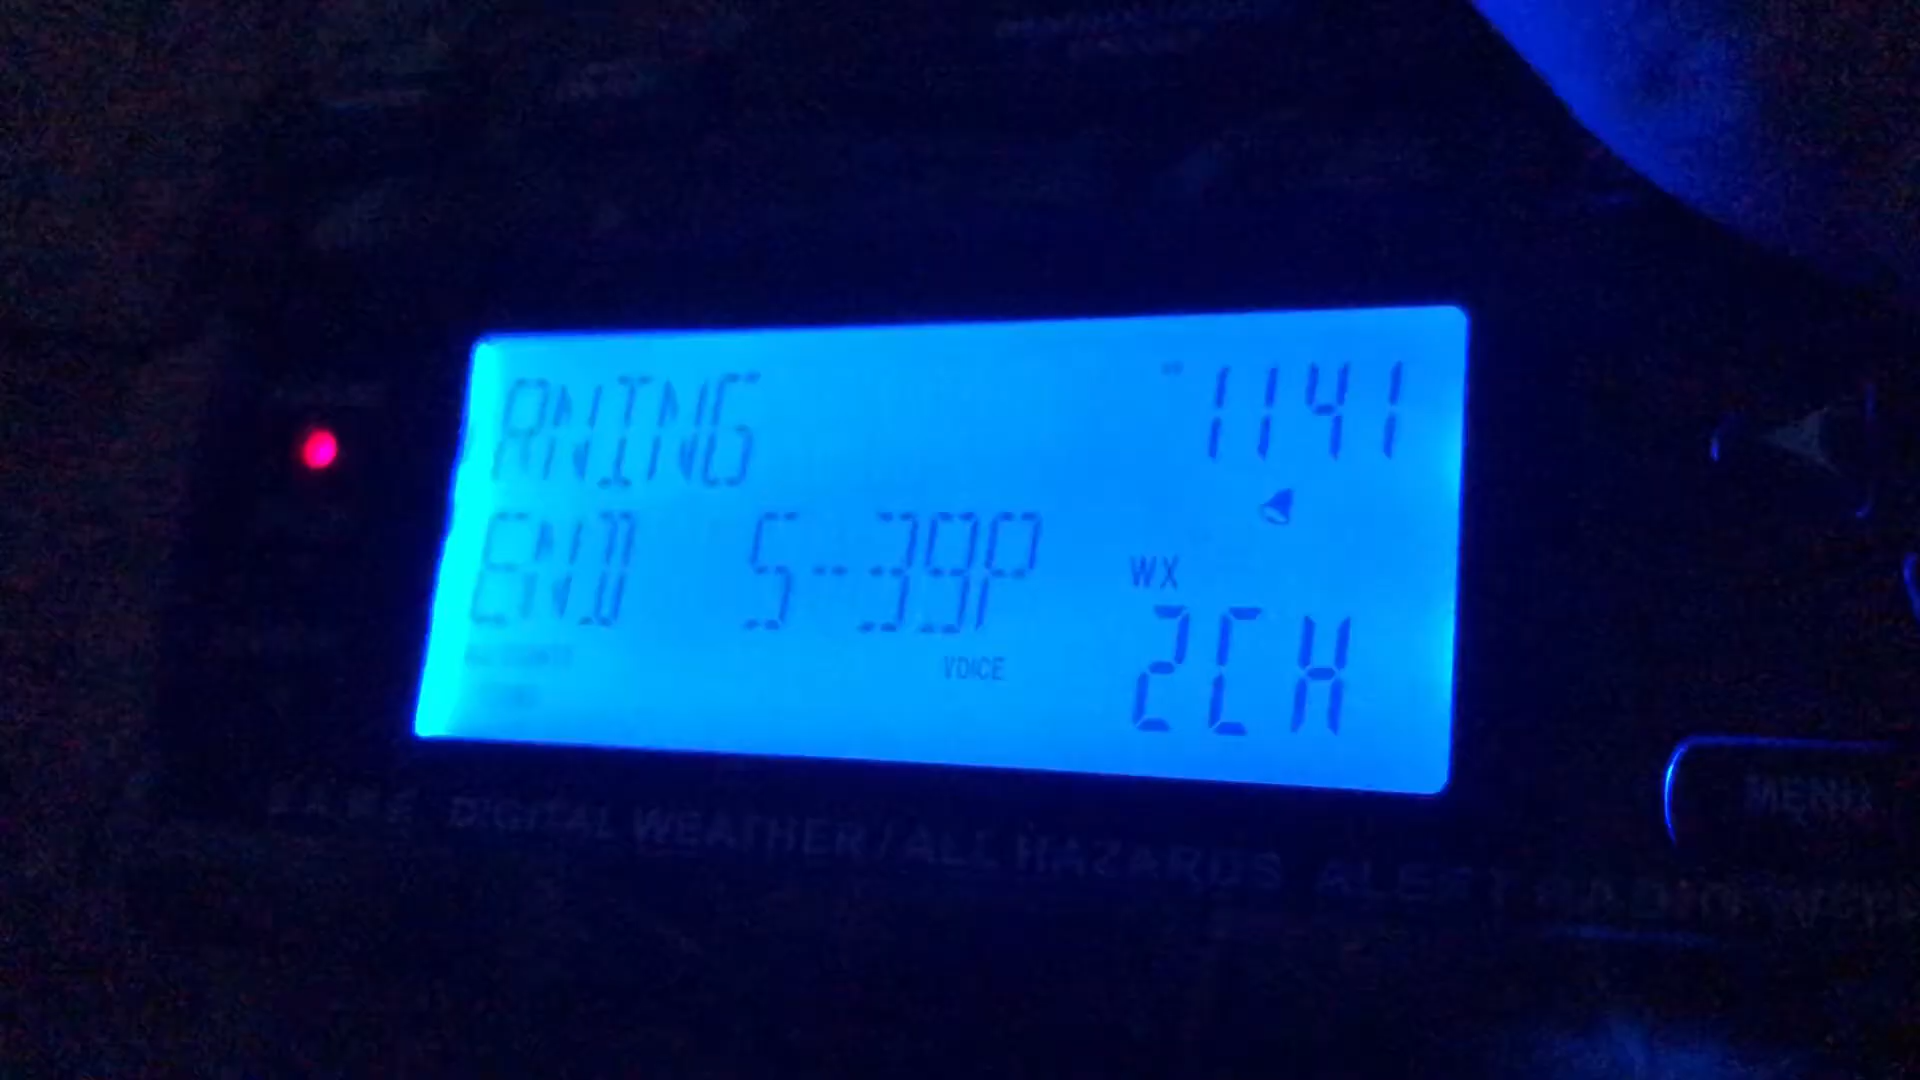 RNING 1141
END 5-39P
WX
VOICE
2CH
DIGITAL WEATHER/ALL HAZARDS ALERT RADIO
MENU